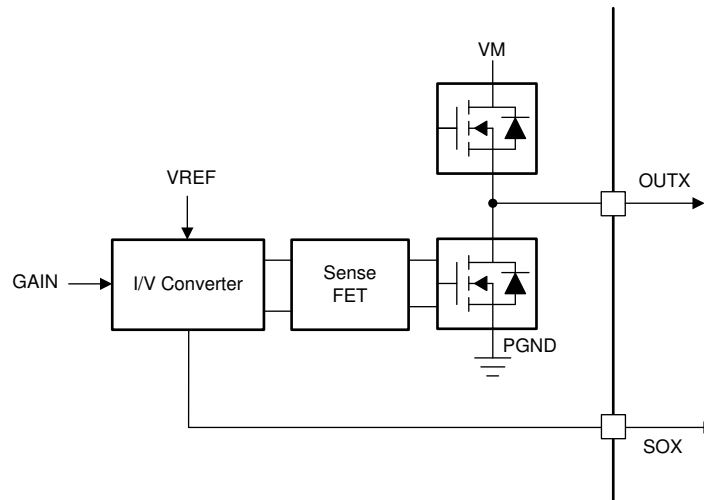 VM
VREF
OUTX
GAIN
I/V Converter
Sense
FET
PGND
SOX